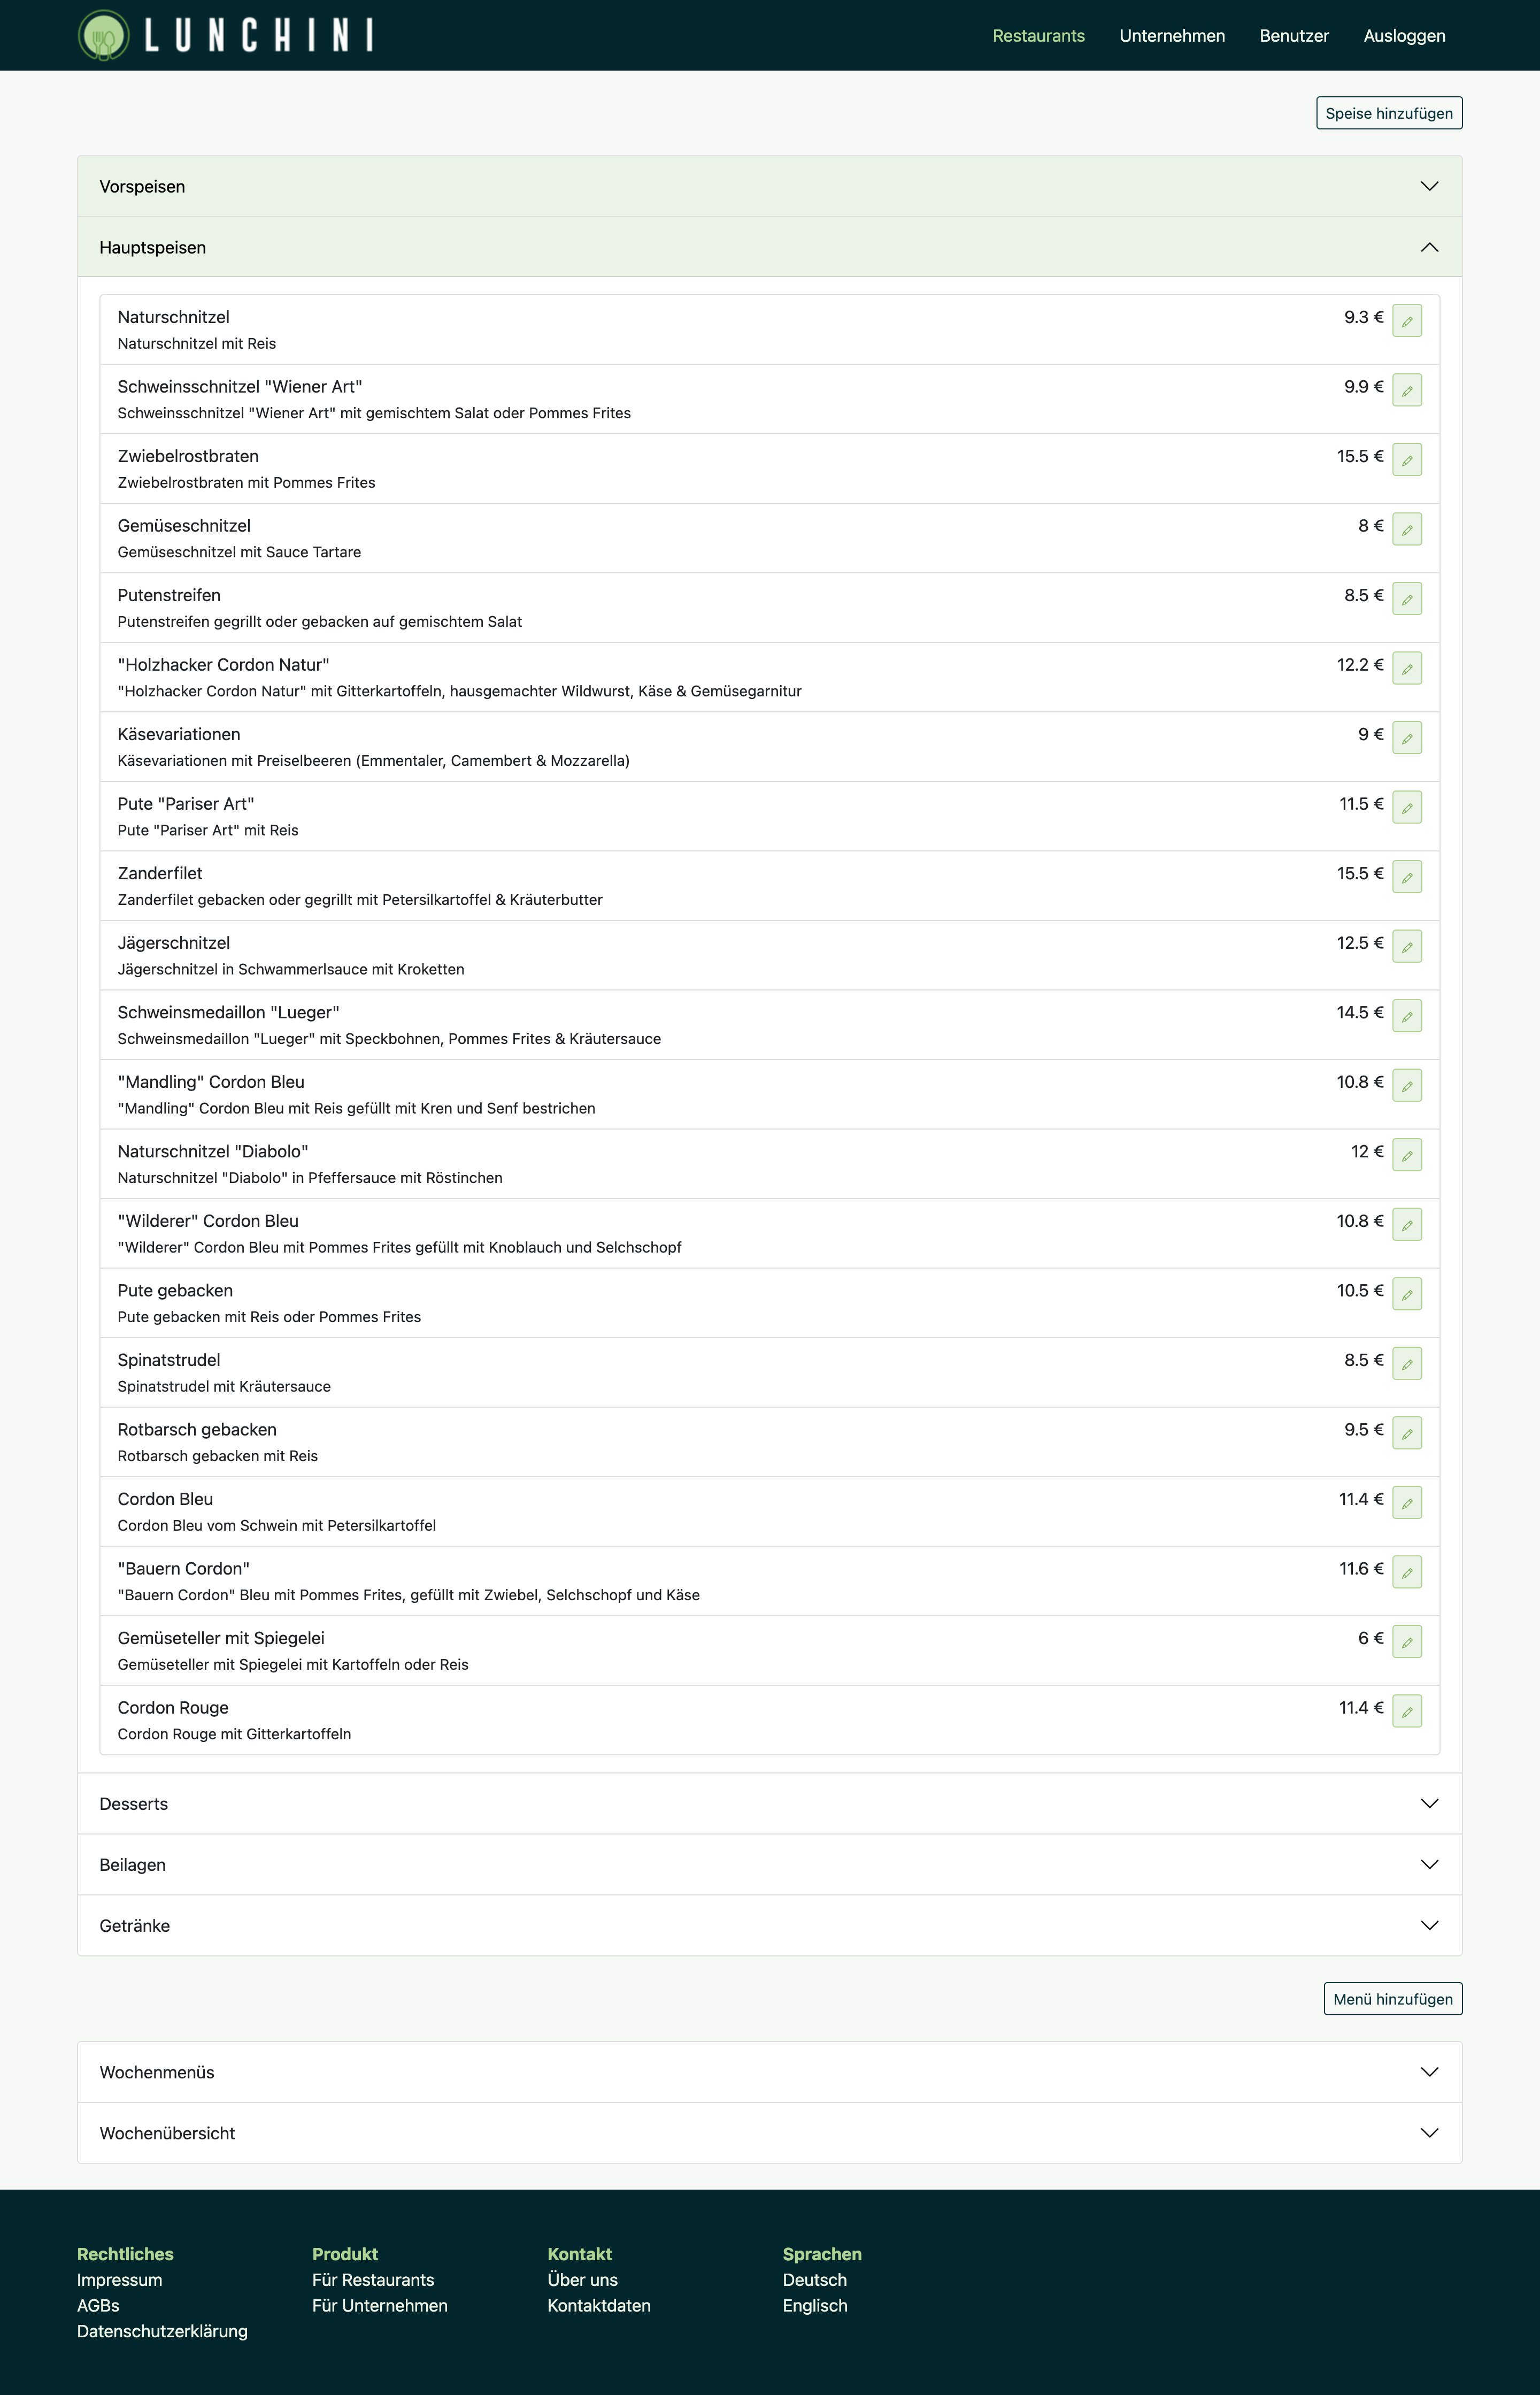 LUNCHINI
Restaurants Unternehmen Benutzer Ausloggen
Speise hinzufügen
Vorspeisen
Hauptspeisen
Naturschnitzel 9.3 €
Naturschnitzel mit Reis
Schweinsschnitzel "Wiener Art" 9.9 €
Schweinsschnitzel "Wiener Art" mit gemischtem Salat oder Pommes Frites
Zwiebelrostbraten 15.5 €
Zwiebelrostbraten mit Pommes Frites
Gemüseschnitzel 8 €
Gemüseschnitzel mit Sauce Tartare
Putenstreifen 8.5 €
Putenstreifen gegrillt oder gebacken auf gemischtem Salat
"Holzhacker Cordon Natur" 12.2 €
"Holzhacker Cordon Natur" mit Gitterkartoffeln, hausgemachter Wildwurst, Käse & Gemüsegarnitur
Käsevariationen 9 €
Käsevariationen mit Preiselbeeren (Emmentaler, Camembert & Mozzarella)
Pute "Pariser Art" 11.5 €
Pute "Pariser Art" mit Reis
Zanderfilet 15.5 €
Zanderfilet gebacken oder gegrillt mit Petersilkartoffel & Kräuterbutter
Jägerschnitzel 12.5 €
Jägerschnitzel in Schwammerlsauce mit Kroketten
Schweinsmedaillon "Lueger" 14.5 €
Schweinsmedaillon "Lueger" mit Speckbohnen, Pommes Frites & Kräutersauce
"Mandling" Cordon Bleu 10.8 €
"Mandling" Cordon Bleu mit Reis gefüllt mit Kren und Senf bestrichen
Naturschnitzel "Diabolo" 12 €
Naturschnitzel "Diabolo" in Pfeffersauce mit Röstinchen
"Wilderer" Cordon Bleu 10.8 €
"Wilderer" Cordon Bleu mit Pommes Frites gefüllt mit Knoblauch und Selchschopf
Pute gebacken 10.5 €
Pute gebacken mit Reis oder Pommes Frites
Spinatstrudel 8.5 €
Spinatstrudel mit Kräutersauce
Rotbarsch gebacken 9.5 €
Rotbarsch gebacken mit Reis
Cordon Bleu 11.4 €
Cordon Bleu vom Schwein mit Petersilkartoffel
"Bauern Cordon" 11.6 €
"Bauern Cordon" Bleu mit Pommes Frites, gefüllt mit Zwiebel, Selchschopf und Käse
Gemüseteller mit Spiegelei 6 €
Gemüseteller mit Spiegelei mit Kartoffeln oder Reis
Cordon Rouge 11.4 €
Cordon Rouge mit Gitterkartoffeln
Desserts
Beilagen
Getränke
Menü hinzufügen
Wochenmenüs
Wochenübersicht
Rechtliches Produkt Kontakt Sprachen
Impressum Für Restaurants Über uns Deutsch
AGBs Für Unternehmen Kontaktdaten Englisch
Datenschutzerklärung